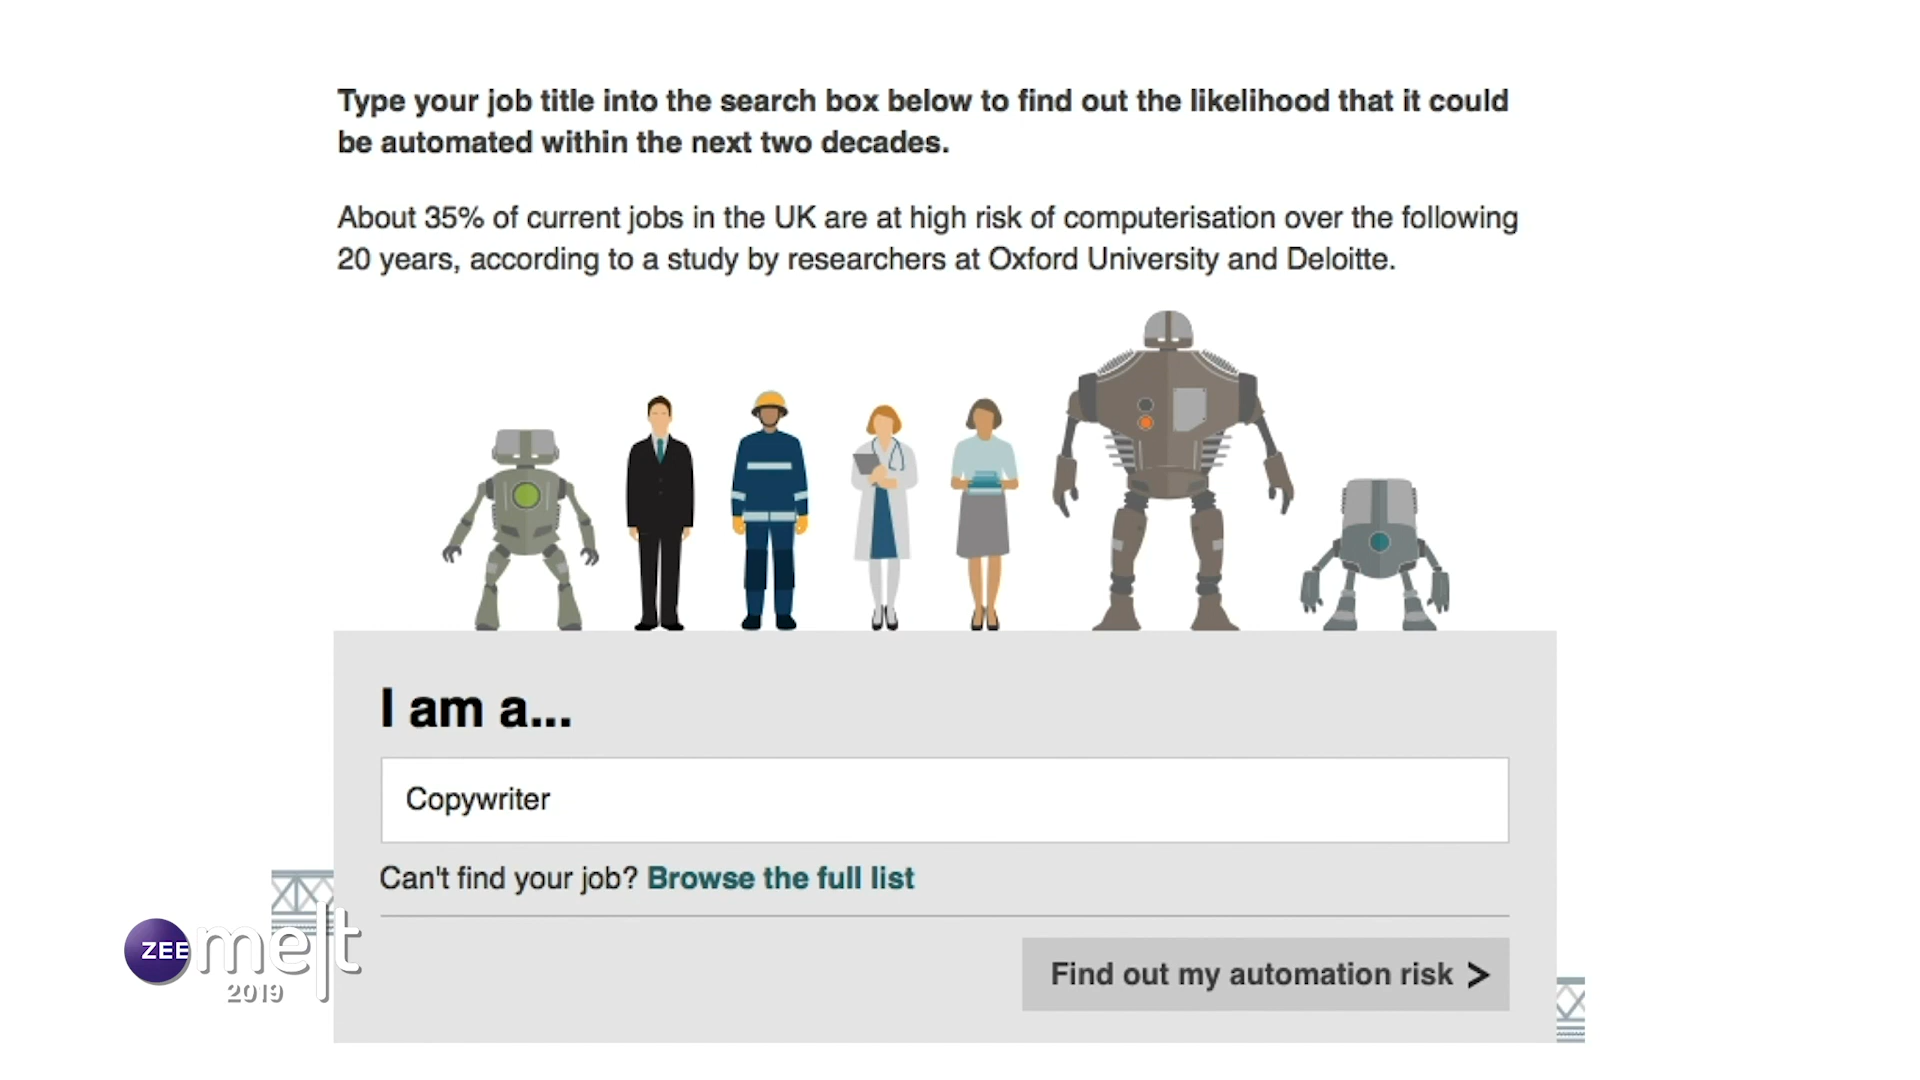 Type your job title into the search box below to find out the likelihood that it could
be automated within the next two decades.
About 35% of current jobs in the UK are at high risk of computerisation over the following
20 years, according to a study by researchers at Oxford University and Deloitte.
I am a...
Copywriter
Can't find your job? Browse the full list
Find out my automation risk >
ZEE melt
2019